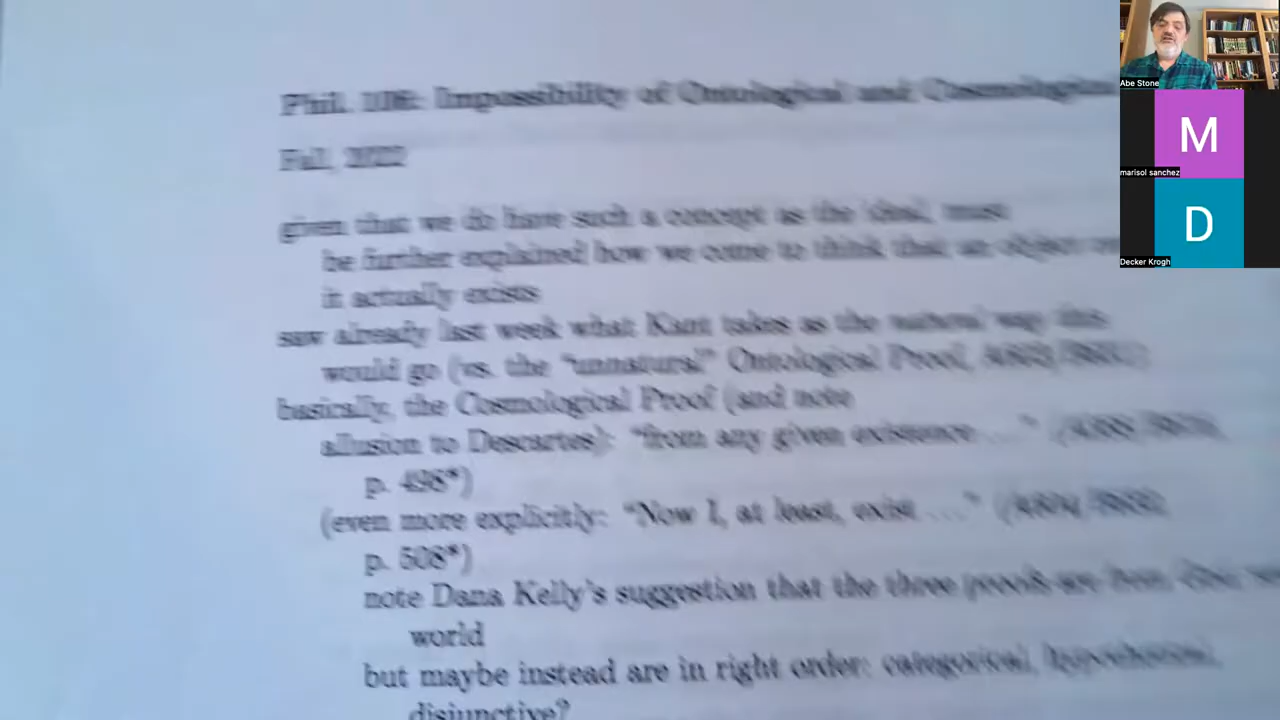 Phil. 106: Impossibility of Ontological and Cosmological
Fall, 2022
given that we do have such a concept as the ideal, must
be further explained how we come to think that an object
it actually exists
saw already last week what Kant takes as the natural way this
would go (vs. the "unnatural" Ontological Proof,
basically, the Cosmological Proof (and note
allusion to Descartes): "from any given existence …"
p. 498*)
(even more explicitly: "Now I, at least, exist …"
p. 508*)
note Dana Kelly's suggestion that the three proofs are
world
but maybe instead are in right order: categorical, hypothetical,
disjunctive?
Abe Stone
M
marisol sanchez
D
Decker Krogh